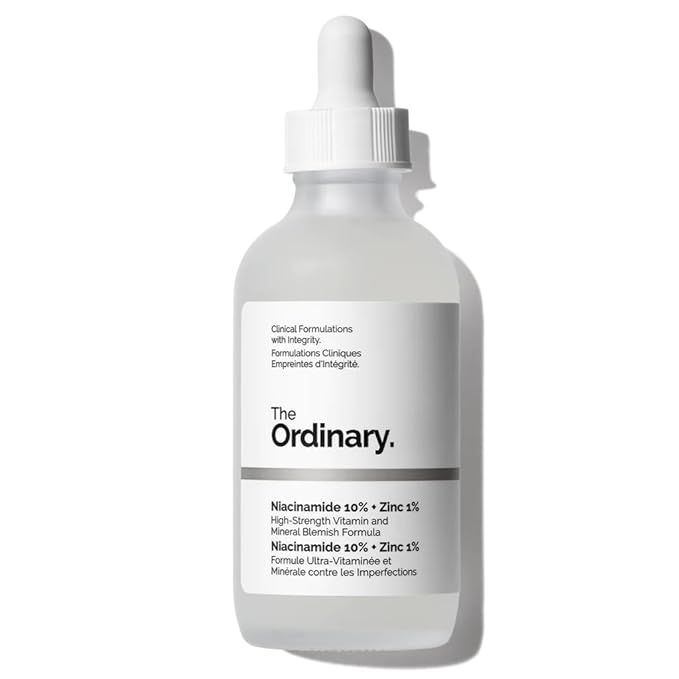 Clinical Formulations
with Integrity.
Formulations Cliniques
Empreintes d'Intégrité.
The
Ordinary.
Niacinamide 10% + Zinc 1%
High-Strength Vitamin and
Mineral Blemish Formula
Niacinamide 10% + Zinc 1%
Formule Ultra-Vitaminée et
Minérale contre les Imperfections